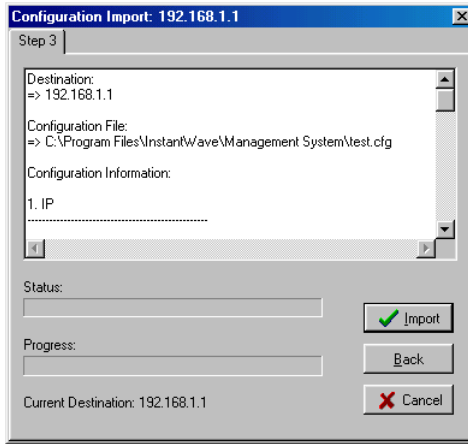 Configuration Import: 192.168.1.1
Step 3
Destination:
=> 192.168.1.1
Configuration File:
=> C:\Program Files\InstantWave\Management System\test.cfg
Configuration Information:
1. IP
--------------------------------------------------
Status:
Import
Progress:
Back
Current Destination: 192.168.1.1
Cancel